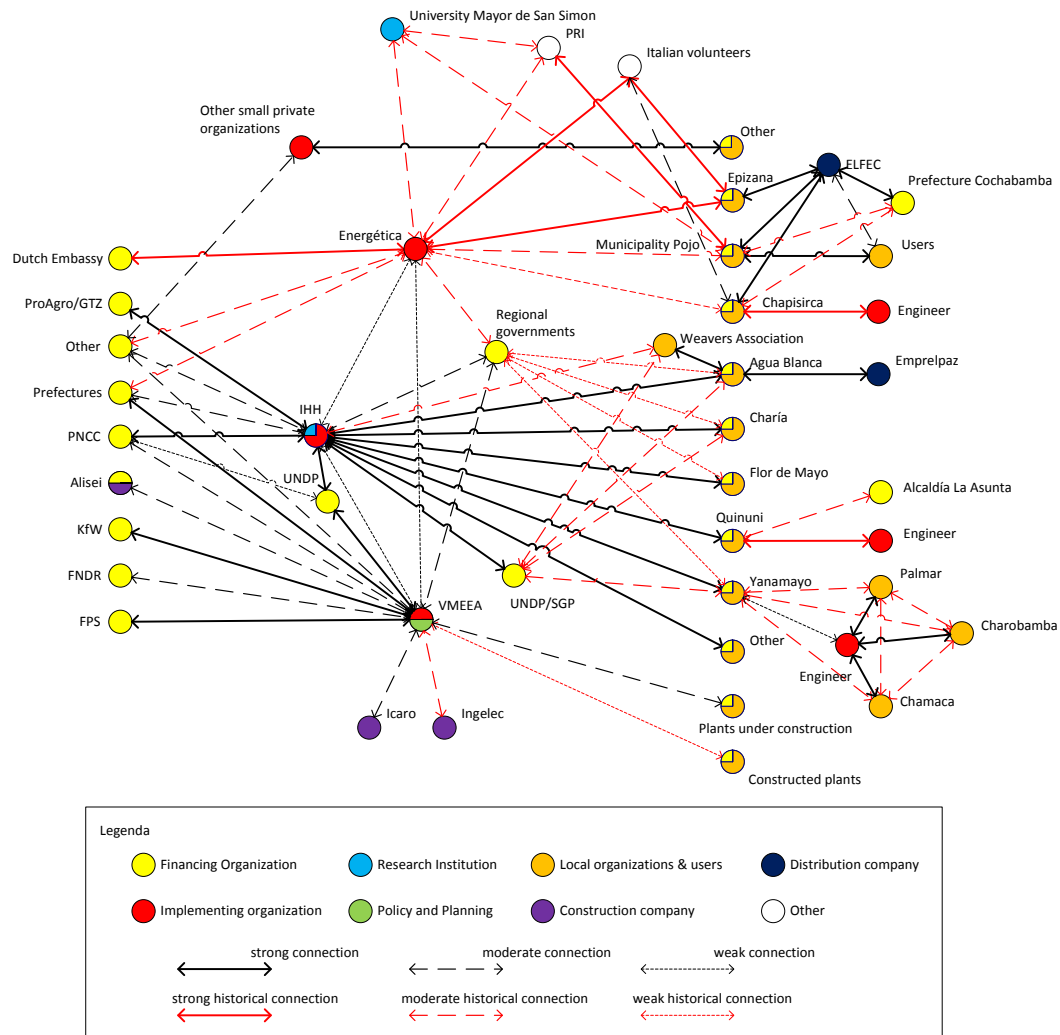 University Mayor de San Simon
PRI
Italian volunteers
Other small private
organizations
Other
ELFEC
Epizana
Prefecture Cochabamba
Energética
Municipality Pojo
Users
Dutch Embassy
ProAgro/GTZ
Chapisirca
Engineer
Regional
governments
Weavers Association
Other
Agua Blanca
Emprelpaz
Prefectures
IHH
Charía
PNCC
UNDP
Flor de Mayo
Alisei
Alcaldía La Asunta
KfW
Quinuni
Engineer
FNDR
Yanamayo
Palmar
UNDP/SGP
VMEEA
FPS
Charobamba
Other
Engineer
Chamaca
Icaro
Ingelec
Plants under construction
Constructed plants
Legenda
Financing Organization
Research Institution
Local organizations & users
Distribution company
Implementing organization
Policy and Planning
Construction company
Other
strong connection
moderate connection
weak connection
strong historical connection
moderate historical connection
weak historical connection